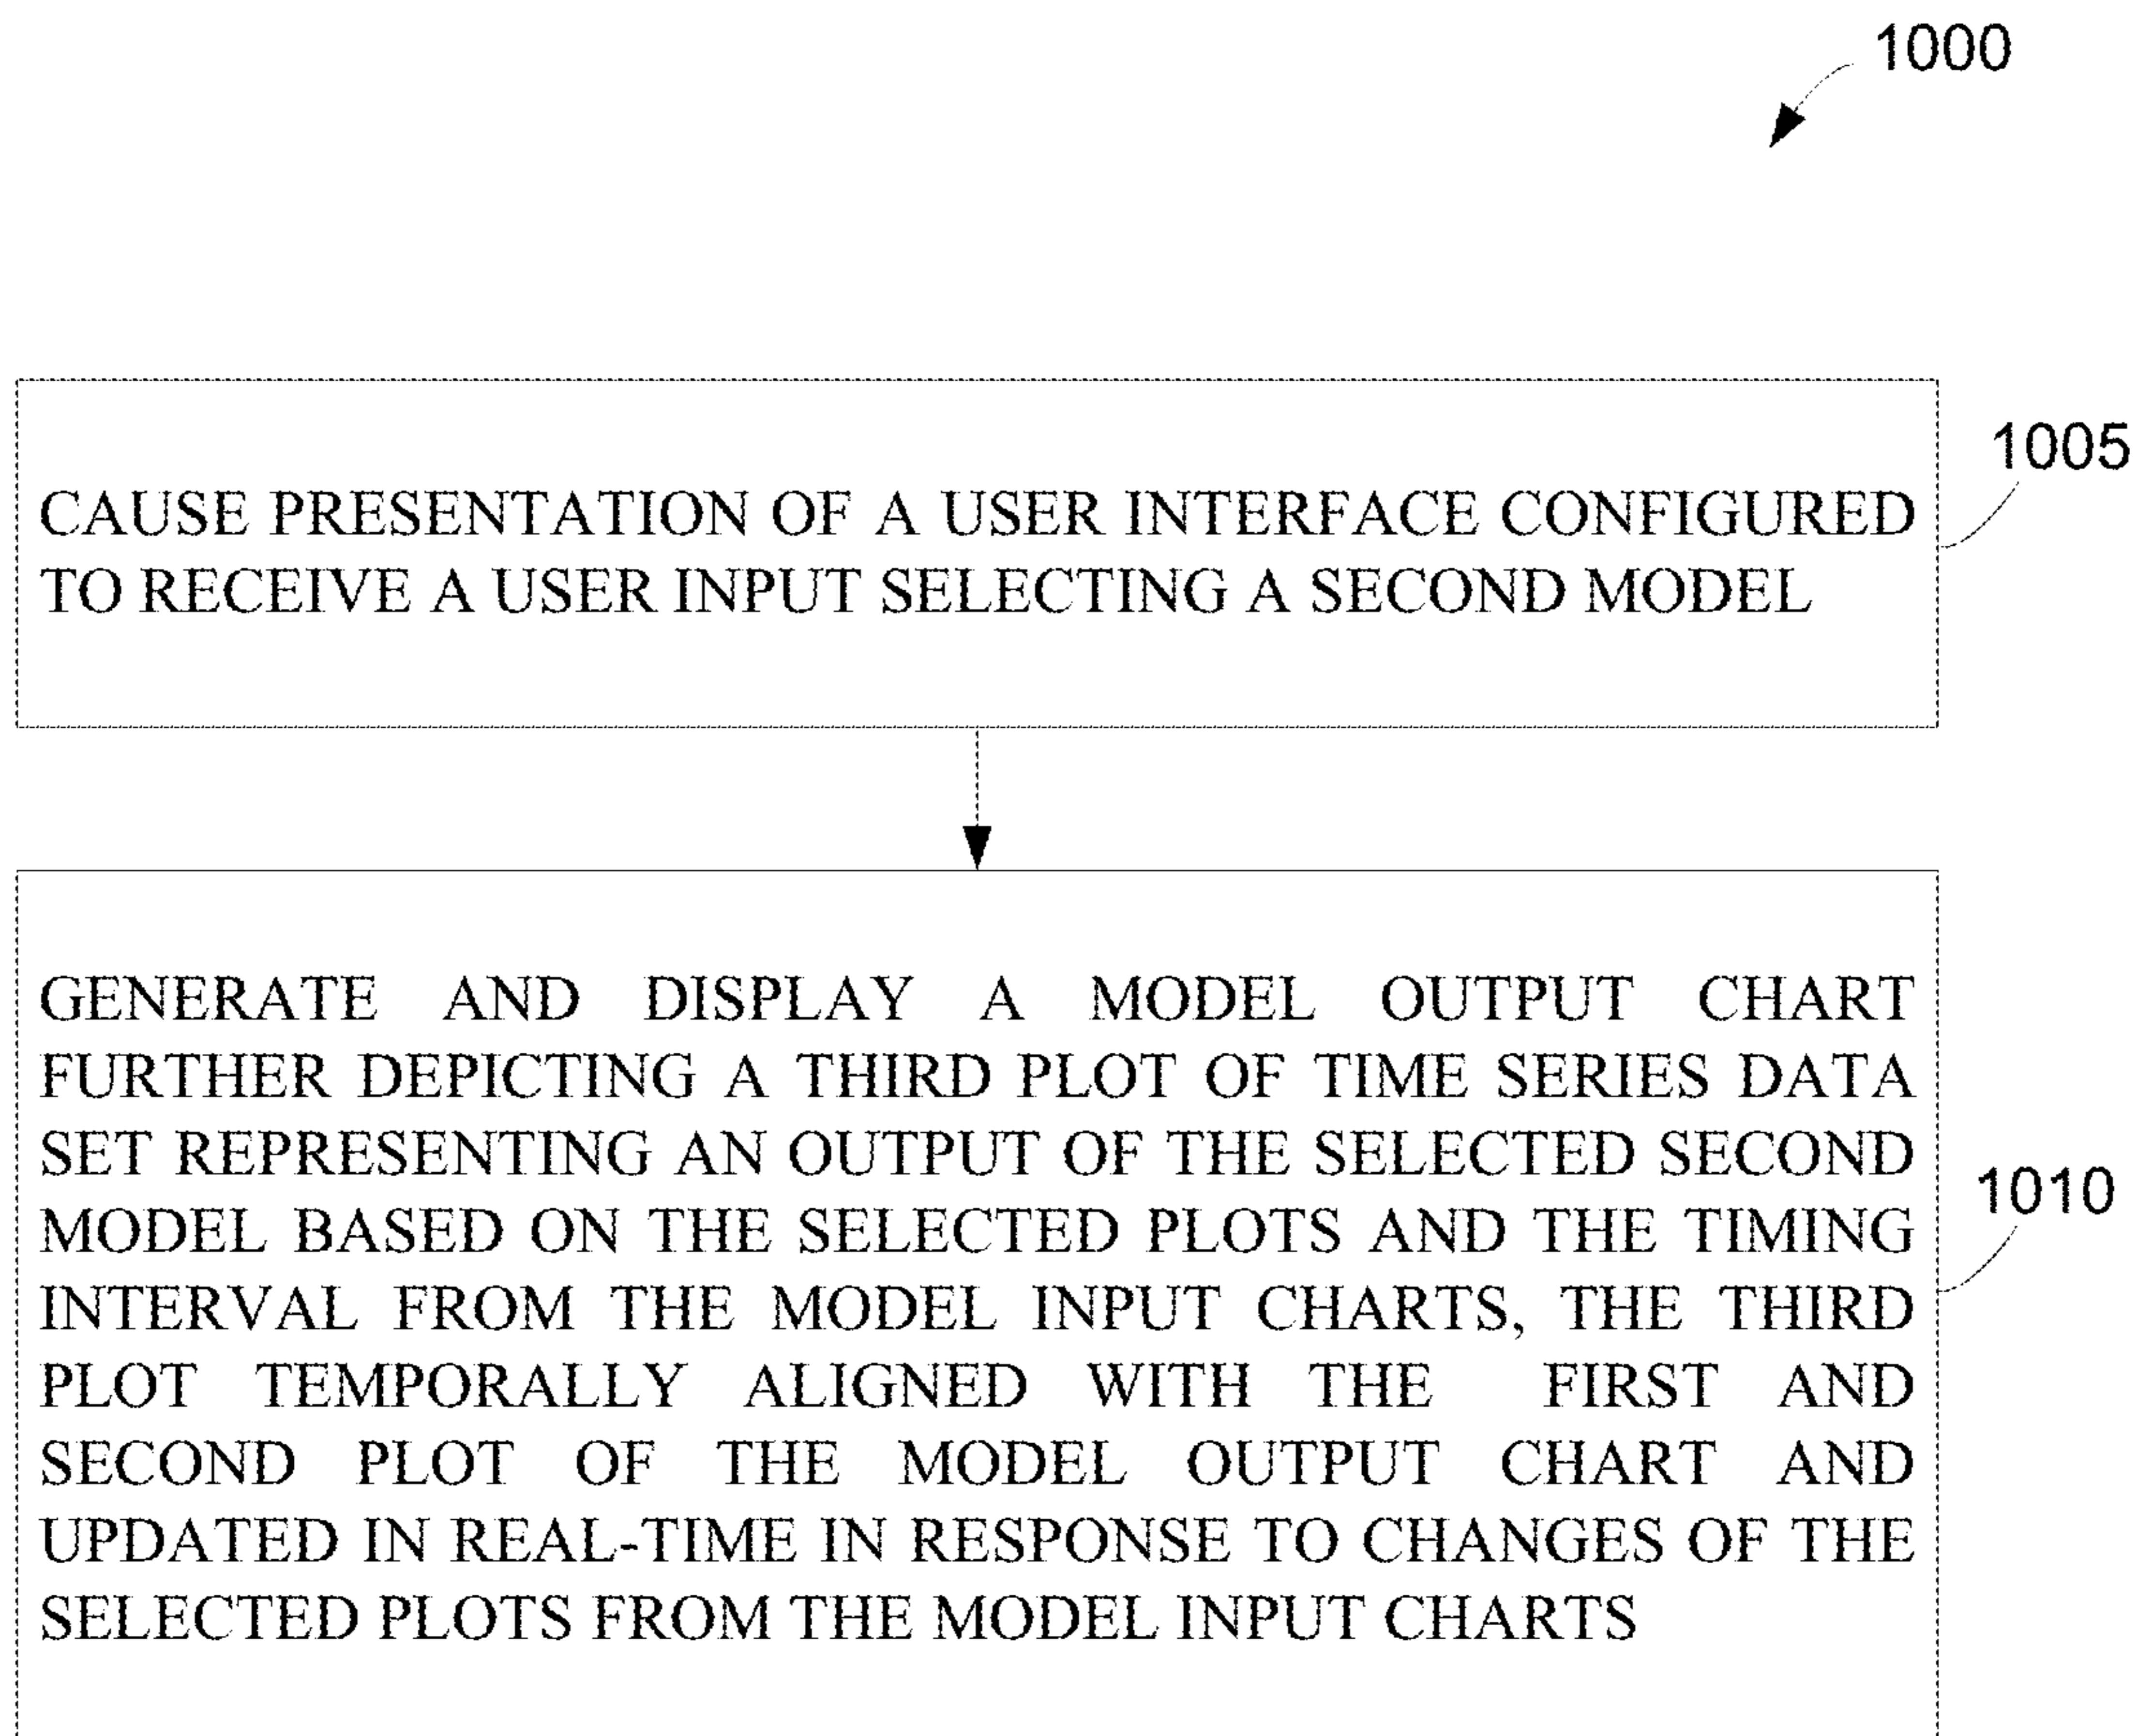 1000
1005
CAUSE PRESENTATION OF A USER INTERFACE CONFIGURED
TO RECEIVE A USER INPUT SELECTING A SECOND MODEL
GENERATE AND DISPLAY A MODEL OUTPUT CHART
FURTHER DEPICTING A THIRD PLOT OF TIME SERIES DATA
SET REPRESENTING AN OUTPUT OF THE SELECTED SECOND
MODEL BASED ON THE SELECTED PLOTS AND THE TIMING
INTERVAL FROM THE MODEL INPUT CHARTS, THE THIRD
PLOT TEMPORALLY ALIGNED WITH THE FIRST AND
SECOND PLOT OF THE MODEL OUTPUT CHART AND
UPDATED IN REAL-TIME IN RESPONSE TO CHANGES OF THE
SELECTED PLOTS FROM THE MODEL INPUT CHARTS
1010